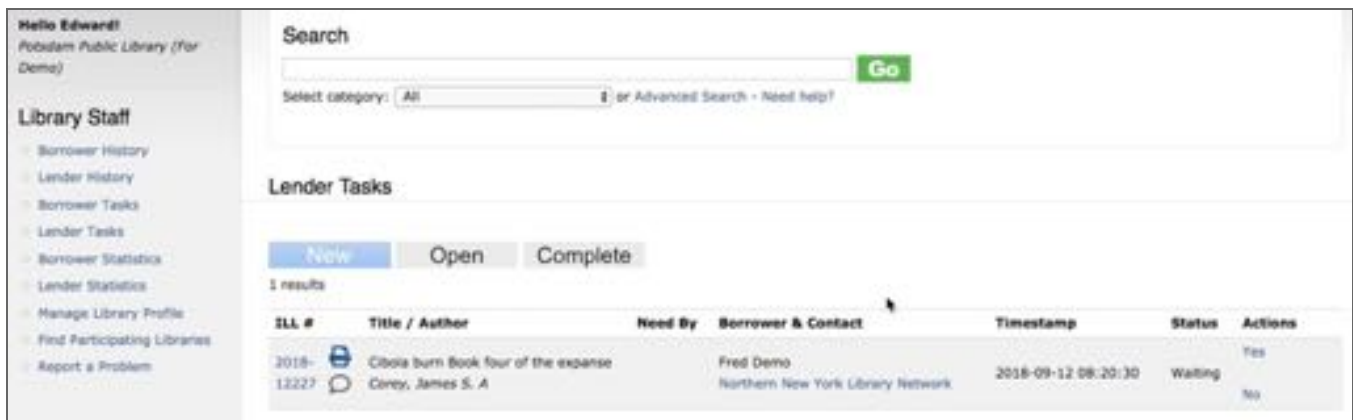 Hello Edward!
Potsdam Public Library (For
Demo)
Library Staff
Borrower History
Lender History
Borrower Tasks
Lender Tasks
Borrower Statistics
Lender Statistics
Manage Library Profile
Find Participating Libraries
Report a Problem
Search
Go
Select category: All or Advanced Search - Need help?
Lender Tasks
New Open Complete
1 results
ILL # Title / Author Need By Borrower & Contact Timestamp Status Actions
2018-12227 Cibola burn Book four of the expanse Fred Demo 2018-09-12 08:20:30 Waiting Yes
Corey, James S. A Northern New York Library Network No